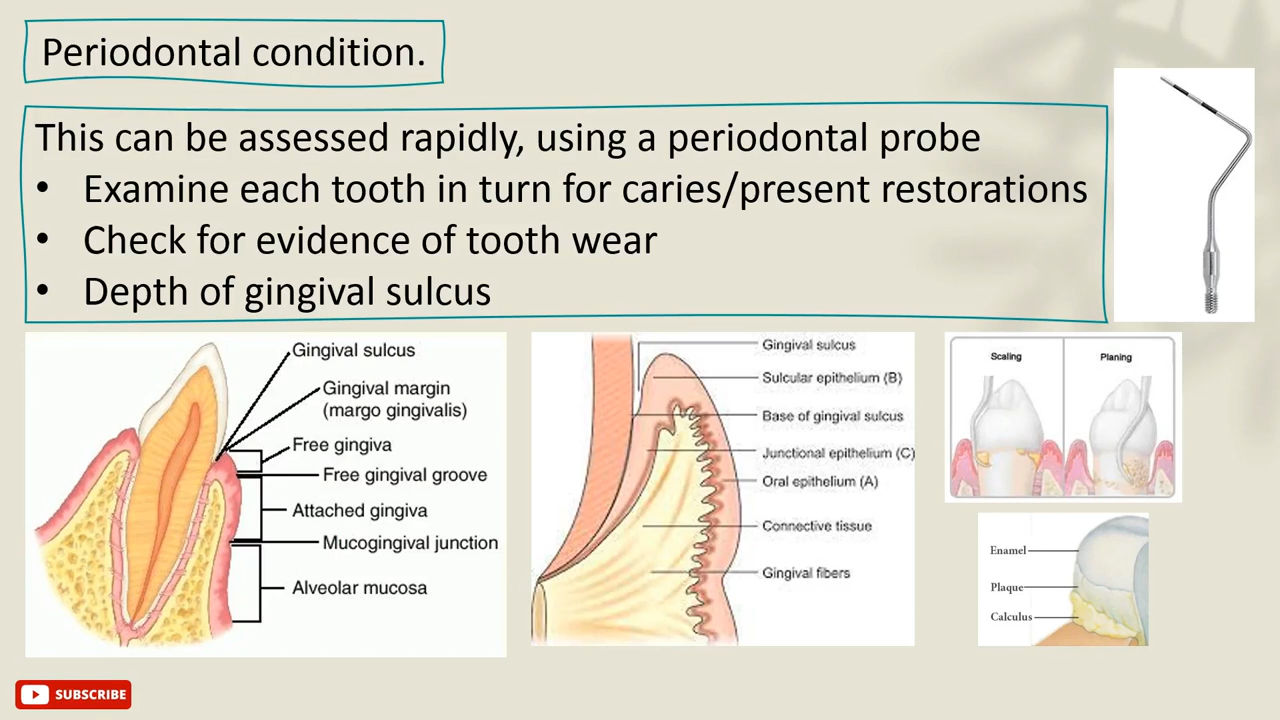 Periodontal condition.
This can be assessed rapidly, using a periodontal probe
• Examine each tooth in turn for caries/present restorations
• Check for evidence of tooth wear
• Depth of gingival sulcus
Gingival sulcus
Gingival margin
(margo gingivalis)
Free gingiva
Free gingival groove
Attached gingiva
Mucogingival junction
Alveolar mucosa
Gingival sulcus
Sulcular epithelium (B)
Base of gingival sulcus
Junctional epithelium (C)
Oral epithelium (A)
Connective tissue
Gingival fibers
Scaling
Planing
Enamel
Plaque
Calculus
SUBSCRIBE